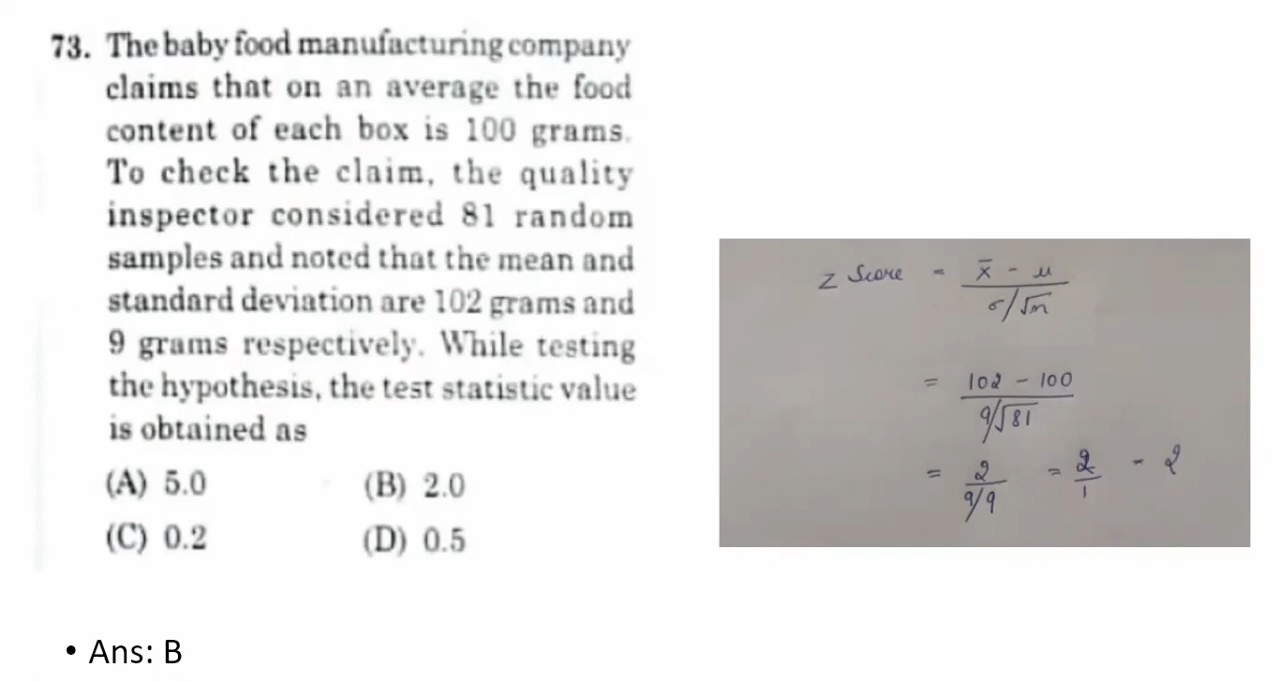 73. The baby food manufacturing company
claims that on an average the food
content of each box is 100 grams.
To check the claim, the quality
inspector considered 81 random
samples and noted that the mean and
standard deviation are 102 grams and
9 grams respectively. While testing
the hypothesis, the test statistic value
is obtained as
(A) 5.0 (B) 2.0
(C) 0.2 (D) 0.5
Z Score = x̄ - μ
σ/√n
= 102 - 100
9/√81
= 2 = 2 - 2
9/9 1
• Ans: B